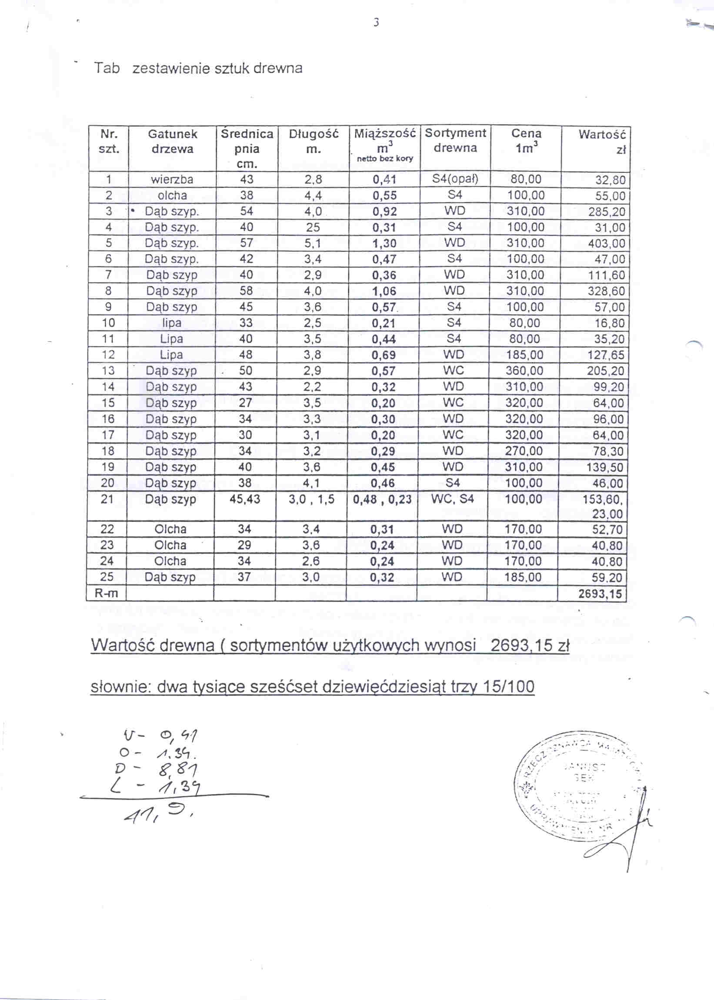 3
Tab zestawienie sztuk drewna
Nr. szt. Gatunek drzewa Średnica pnia cm. Długość m. Miąższość m³ netto bez kory Sortyment drewna Cena 1m³ Wartość zł
1 wierzba 43 2,8 0,41 S4(opał) 80,00 32,80
2 olcha 38 4,4 0,55 S4 100,00 55,00
3 Dąb szyp. 54 4,0 0,92 WD 310,00 285,20
4 Dąb szyp. 40 25 0,31 S4 100,00 31,00
5 Dąb szyp. 57 5,1 1,30 WD 310,00 403,00
6 Dąb szyp. 42 3,4 0,47 S4 100,00 47,00
7 Dąb szyp 40 2,9 0,36 WD 310,00 111,60
8 Dąb szyp 58 4,0 1,06 WD 310,00 328,60
9 Dąb szyp 45 3,6 0,57 S4 100,00 57,00
10 lipa 33 2,5 0,21 S4 80,00 16,80
11 Lipa 40 3,5 0,44 S4 80,00 35,20
12 Lipa 48 3,8 0,69 WD 185,00 127,65
13 Dąb szyp 50 2,9 0,57 WC 360,00 205,20
14 Dąb szyp 43 2,2 0,32 WD 310,00 99,20
15 Dąb szyp 27 3,5 0,20 WC 320,00 64,00
16 Dąb szyp 34 3,3 0,30 WD 320,00 96,00
17 Dąb szyp 30 3,1 0,20 WC 320,00 64,00
18 Dąb szyp 34 3,2 0,29 WD 270,00 78,30
19 Dąb szyp 40 3,6 0,45 WD 310,00 139,50
20 Dąb szyp 38 4,1 0,46 S4 100,00 46,00
21 Dąb szyp 45,43 3,0 , 1,5 0,48 , 0,23 WC, S4 100,00 153,60,
23,00
22 Olcha 34 3,4 0,31 WD 170,00 52,70
23 Olcha 29 3,6 0,24 WD 170,00 40,80
24 Olcha 34 2,6 0,24 WD 170,00 40,80
25 Dąb szyp 37 3,0 0,32 WD 185,00 59,20
R-m 2693,15
Wartość drewna ( sortymentów użytkowych wynosi 2693,15 zł
słownie: dwa tysiące sześćset dziewięćdziesiąt trzy 15/100
W- 0,41
O - 1.34.
D - 8,81
L - 1,34
11,9,
RZECZOZNAWCA
JANUSZ
UPRAWNIENIA NR